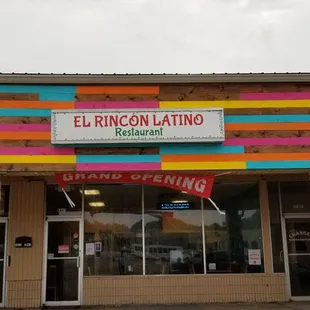 EL RINCÓN LATINO
Restaurant
GRAND OPENING